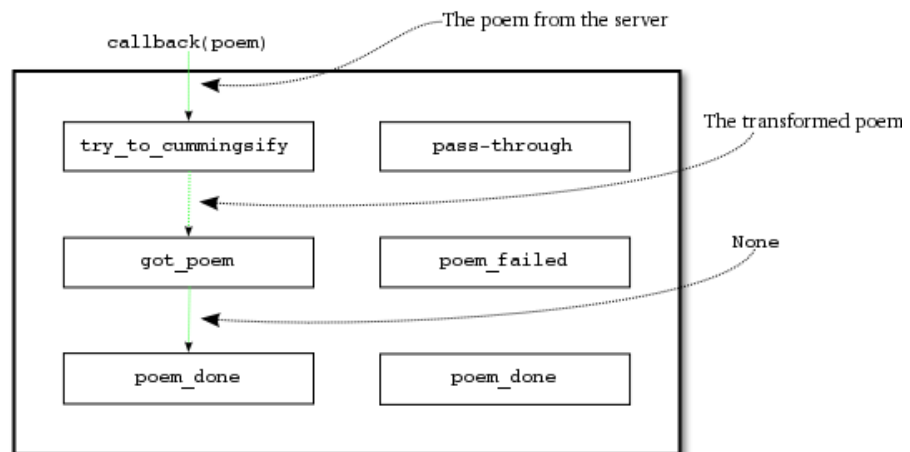 The poem from the server
callback(poem)
The transformed poem
try_to_cummingsify
pass-through
None
got_poem
poem_failed
poem_done
poem_done